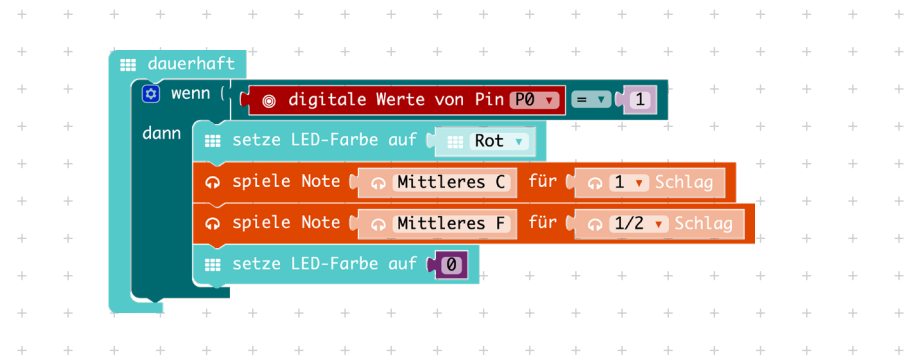 dauerhaft
wenn ( digitale Werte von Pin P0 = 1
dann setze LED-Farbe auf Rot
spiele Note Mittleres C für 1 Schlag
spiele Note Mittleres F für 1/2 Schlag
setze LED-Farbe auf 0